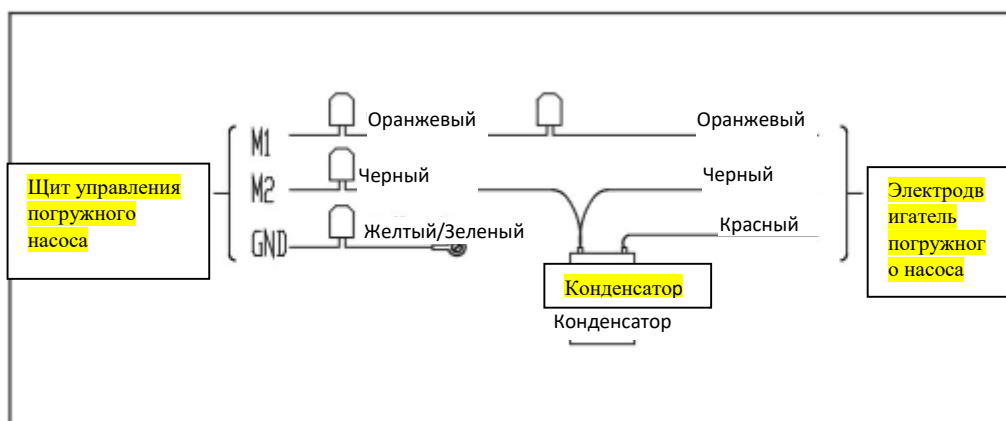 M1
Оранжевый
Оранжевый
Щит управления
погружного
насоса
M2
Черный
Черный
Электродв
игатель
погружног
о насоса
GND
Желтый/Зеленый
Красный
Конденсатор
Конденсатор